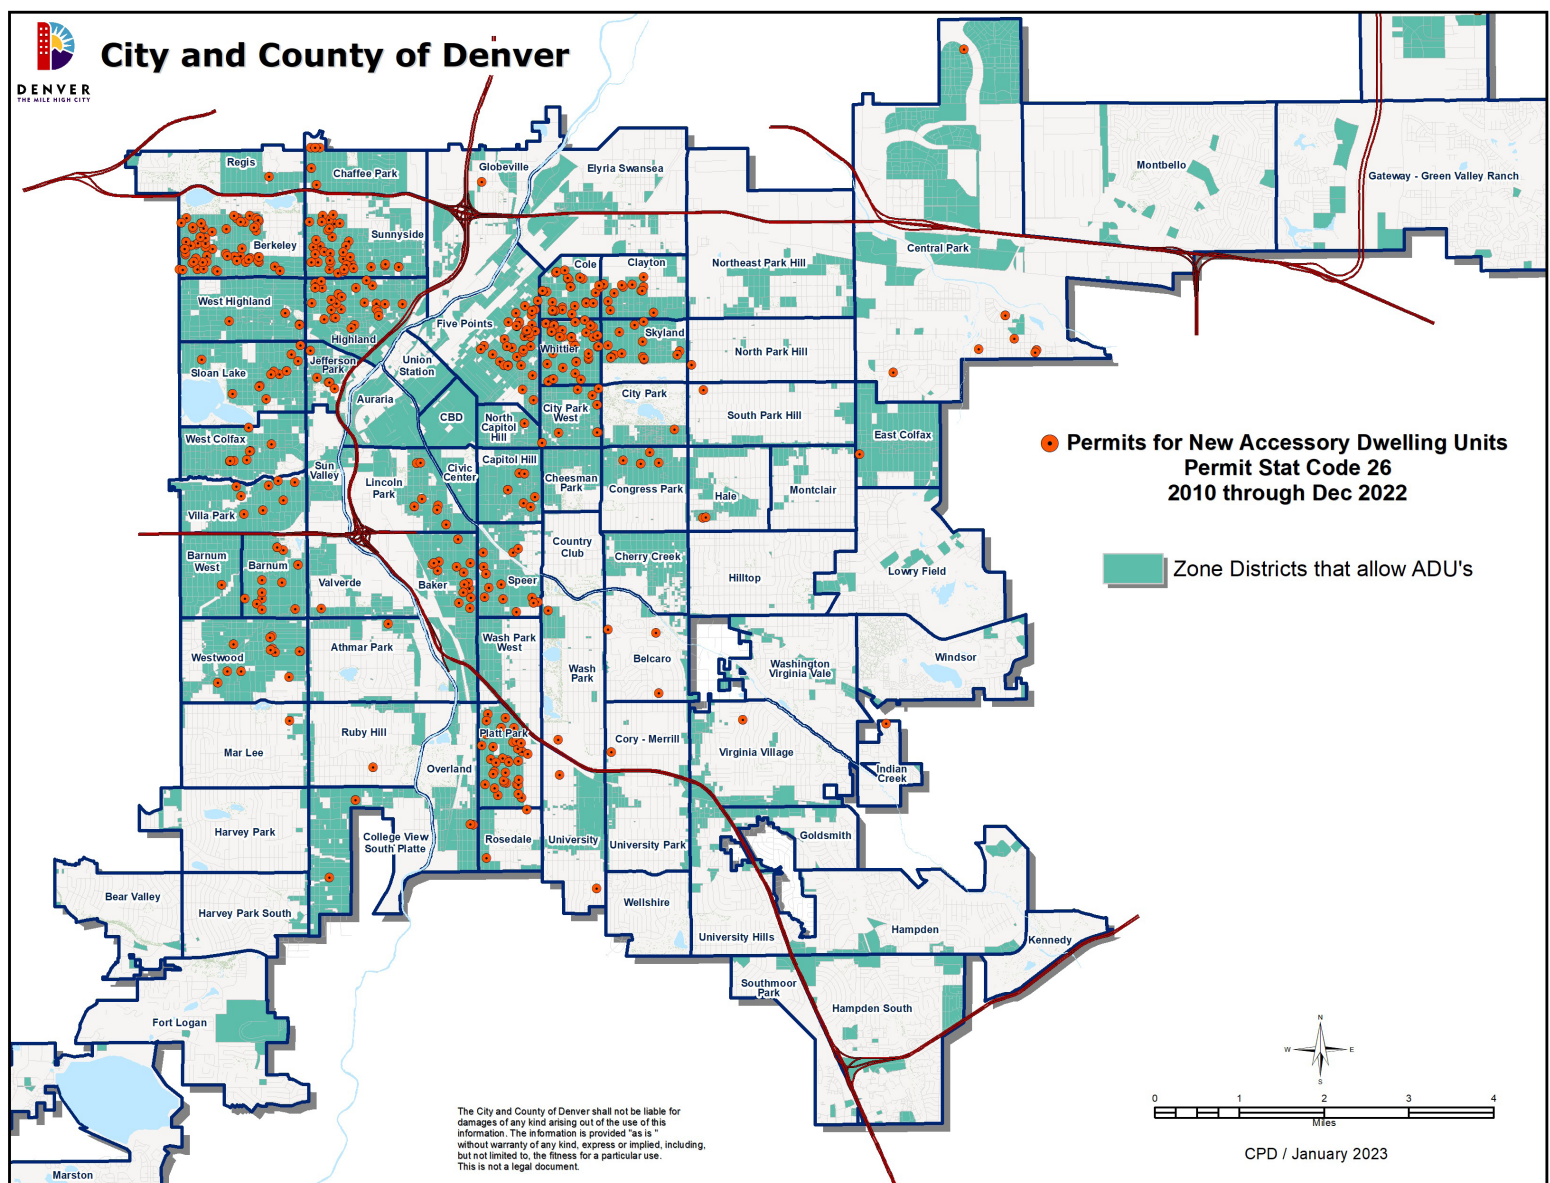 City and County of Denver
DENVER
THE MILE HIGH CITY
Regis
Chaffee Park
Globeville
Elyria Swansea
Montbello
Gateway - Green Valley Ranch
Berkeley
Sunnyside
Central Park
Cole
Clayton
Northeast Park Hill
West Highland
Highland
Five Points
Whittier
Skyland
North Park Hill
Sloan Lake
Jefferson
Park
Union
Station
Auraria
CBD
North
Capitol
Hill
City Park
West
City Park
South Park Hill
East Colfax
West Colfax
Sun
Valley
Lincoln
Park
Civic
Center
Capitol Hill
Cheesman
Park
Congress Park
Hale
Montclair
Permits for New Accessory Dwelling Units
Permit Stat Code 26
2010 through Dec 2022
Villa Park
Barnum
West
Barnum
Valverde
Baker
Speer
Country
Club
Cherry Creek
Hilltop
Lowry Field
Zone Districts that allow ADU's
Westwood
Athmar Park
Wash Park
West
Wash
Park
Belcaro
Washington
Virginia Vale
Windsor
Mar Lee
Ruby Hill
Overland
Platt Park
Cory - Merrill
Virginia Village
Indian
Creek
Harvey Park
College View
South Platte
Rosedale
University
University Park
Goldsmith
Bear Valley
Harvey Park South
Wellshire
University Hills
Hampden
Kennedy
Fort Logan
Southmoor
Park
Hampden South
Marston
N
W E
S
0 1 2 3 4
Miles
CPD / January 2023
The City and County of Denver shall not be liable for
damages of any kind arising out of the use of this
information. The information is provided "as is "
without warranty of any kind, express or implied, including,
but not limited to, the fitness for a particular use.
This is not a legal document.